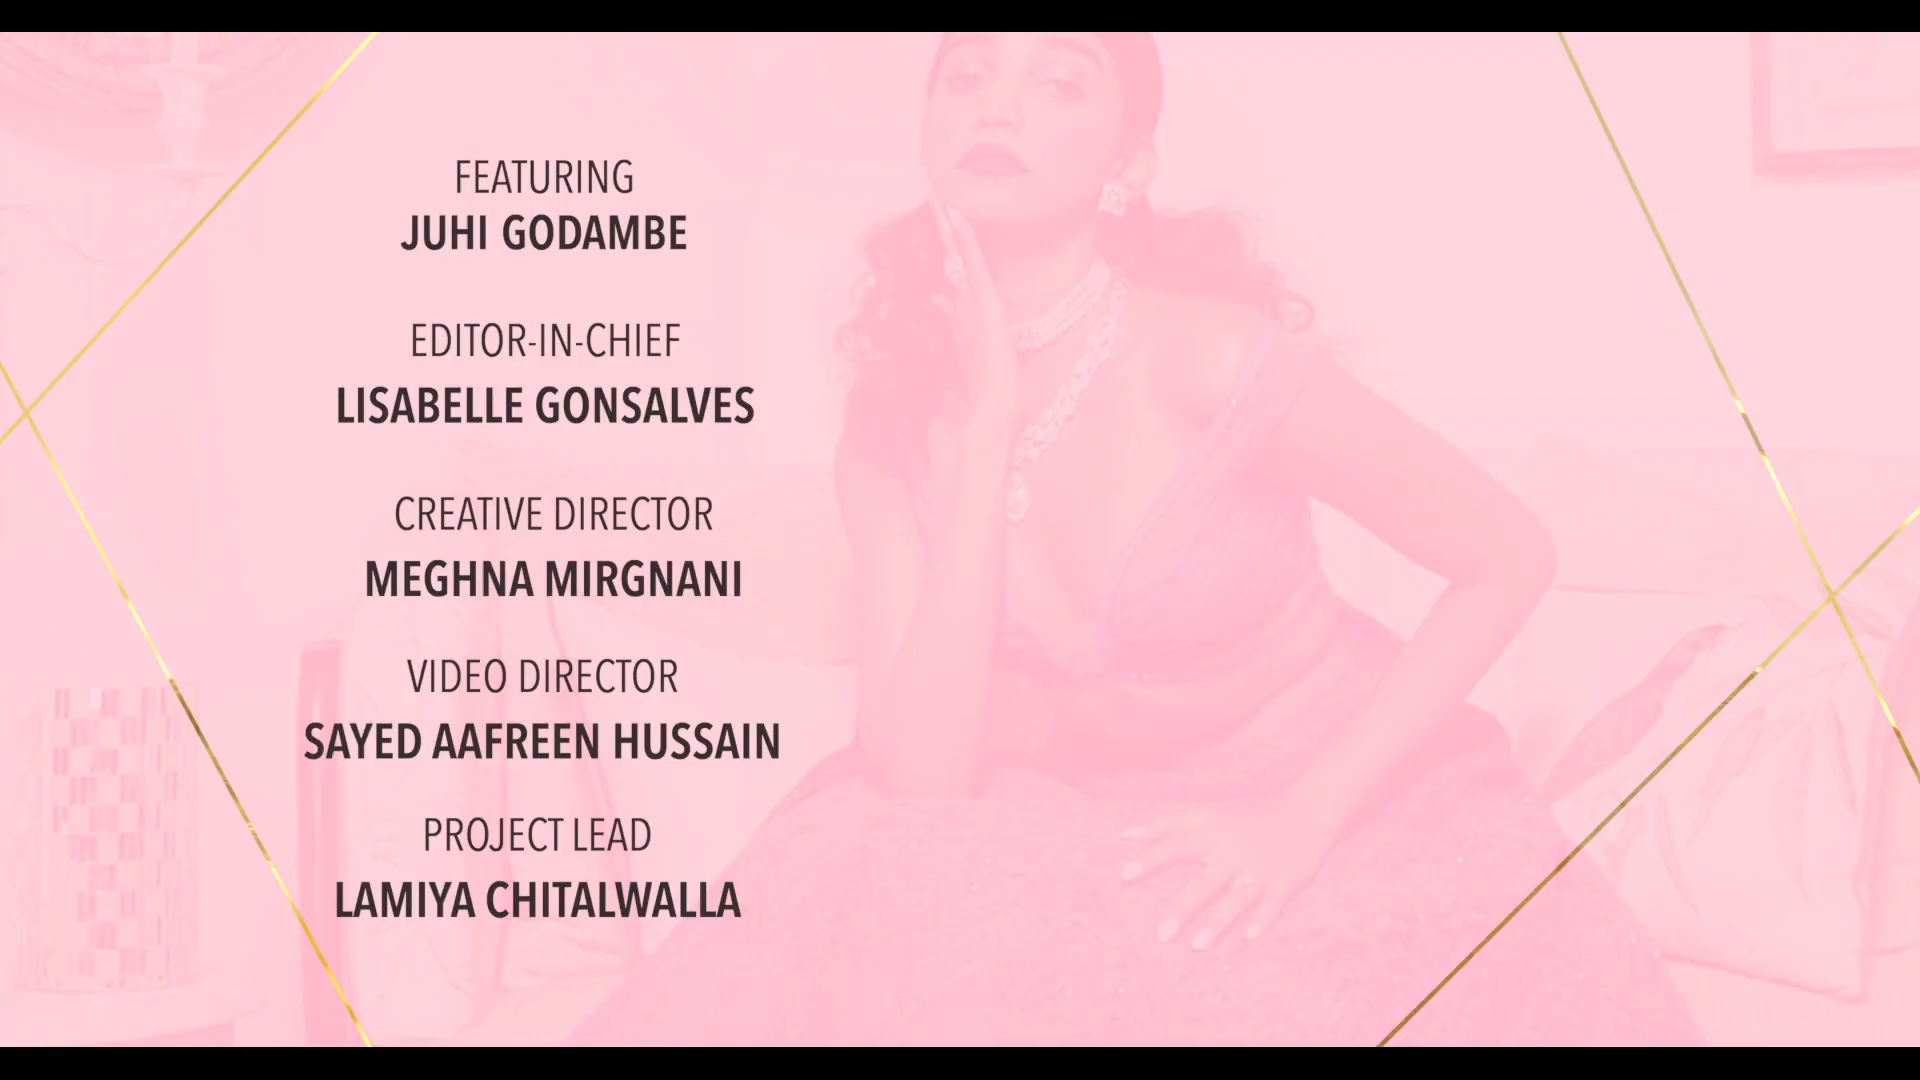 FEATURING
JUHI GODAMBE
EDITOR-IN-CHIEF
LISABELLE GONSALVES
CREATIVE DIRECTOR
MEGHNA MIRGNANI
VIDEO DIRECTOR
SAYED AAFREEN HUSSAIN
PROJECT LEAD
LAMIYA CHITALWALLA